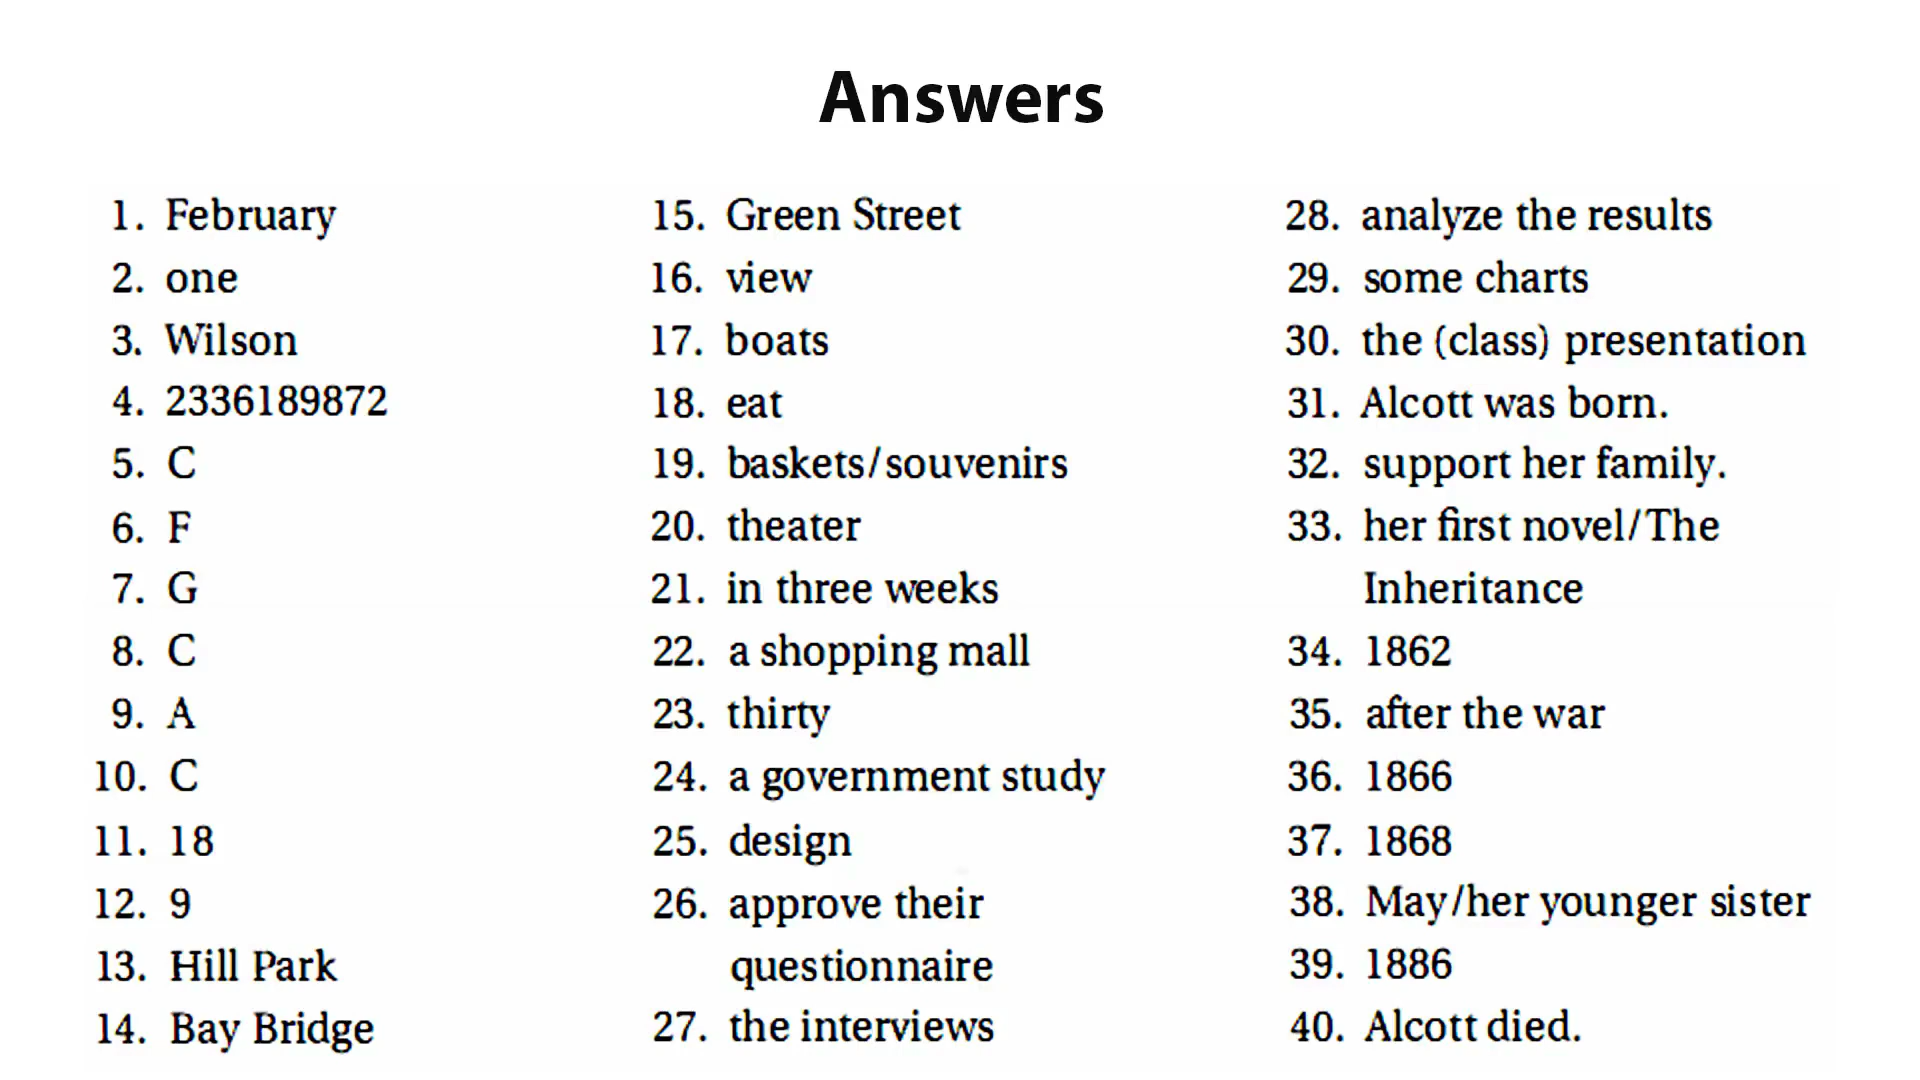 Answers
1. February
2. one
3. Wilson
4. 2336189872
5. C
6. F
7. G
8. C
9. A
10. C
11. 18
12. 9
13. Hill Park
14. Bay Bridge
15. Green Street
16. view
17. boats
18. eat
19. baskets/souvenirs
20. theater
21. in three weeks
22. a shopping mall
23. thirty
24. a government study
25. design
26. approve their
questionnaire
27. the interviews
28. analyze the results
29. some charts
30. the (class) presentation
31. Alcott was born.
32. support her family.
33. her first novel/The
Inheritance
34. 1862
35. after the war
36. 1866
37. 1868
38. May/her younger sister
39. 1886
40. Alcott died.